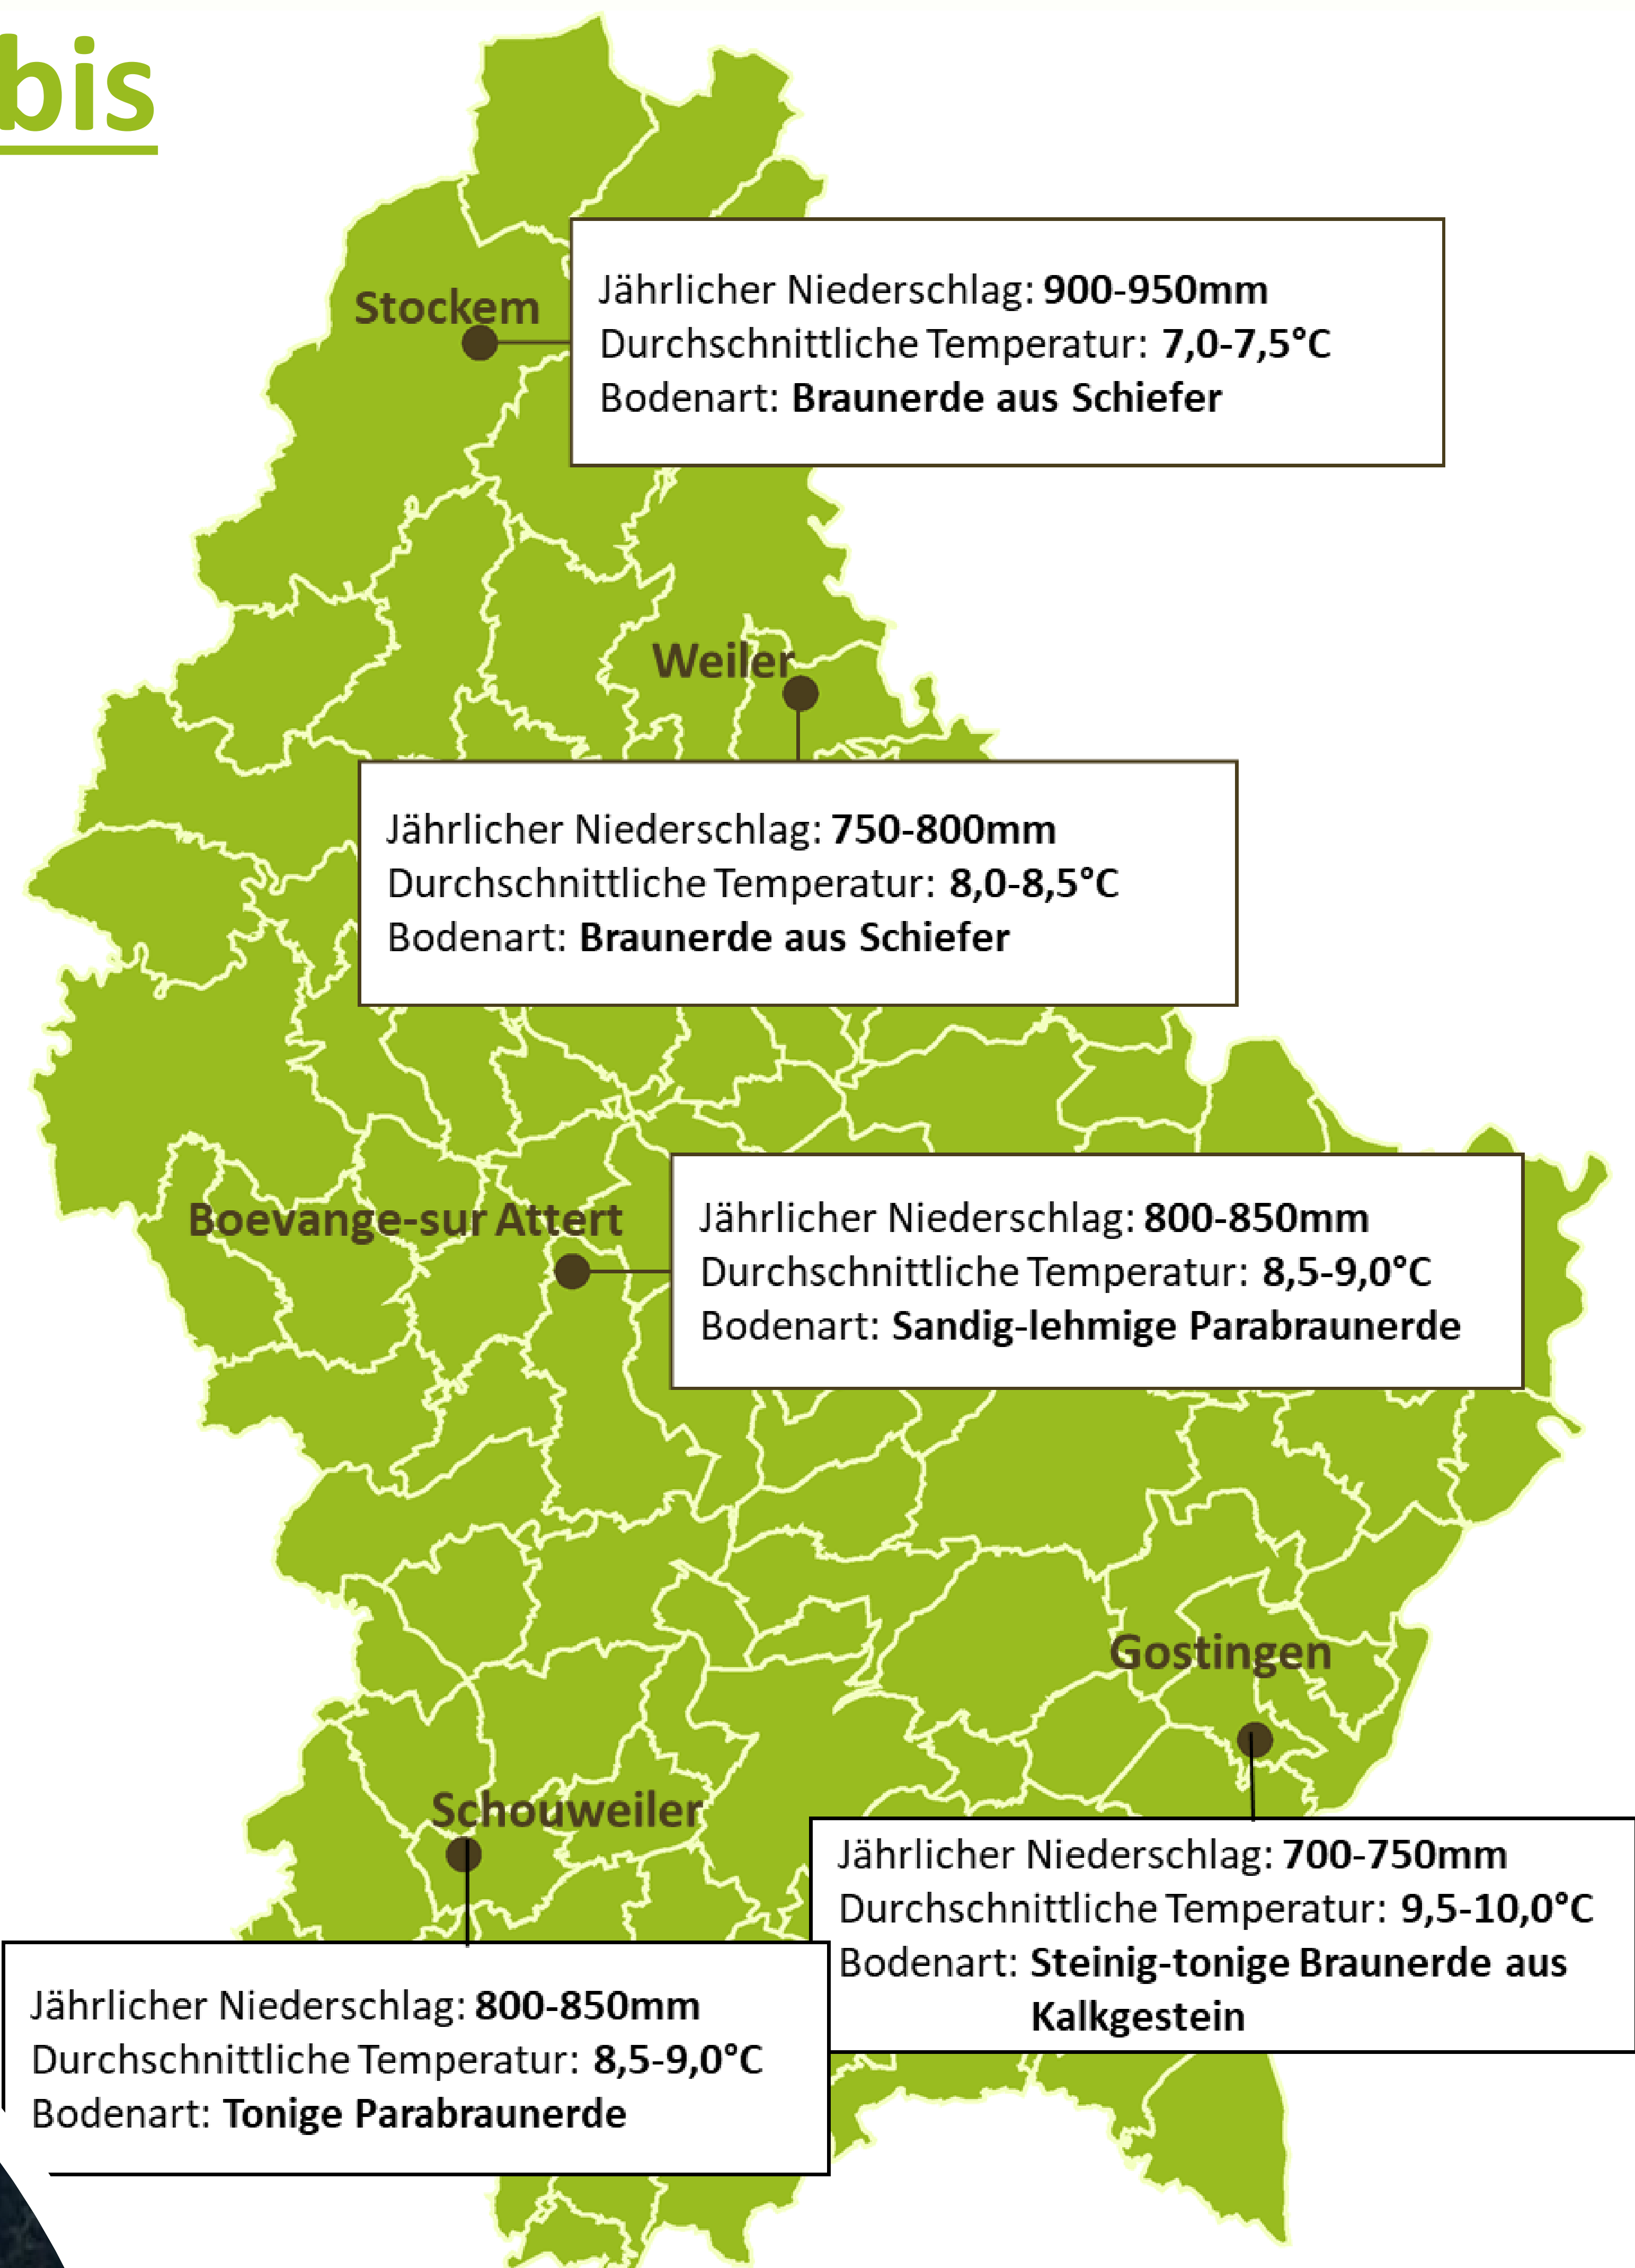 bis
Stockem
Jährlicher Niederschlag: 900-950mm
Durchschnittliche Temperatur: 7,0-7,5°C
Bodenart: Braunerde aus Schiefer
Weiler
Jährlicher Niederschlag: 750-800mm
Durchschnittliche Temperatur: 8,0-8,5°C
Bodenart: Braunerde aus Schiefer
Boevange-sur Attert
Jährlicher Niederschlag: 800-850mm
Durchschnittliche Temperatur: 8,5-9,0°C
Bodenart: Sandig-lehmige Parabraunerde
Gostingen
Jährlicher Niederschlag: 700-750mm
Durchschnittliche Temperatur: 9,5-10,0°C
Bodenart: Steinig-tonige Braunerde aus
Kalkgestein
Schouweiler
Jährlicher Niederschlag: 800-850mm
Durchschnittliche Temperatur: 8,5-9,0°C
Bodenart: Tonige Parabraunerde